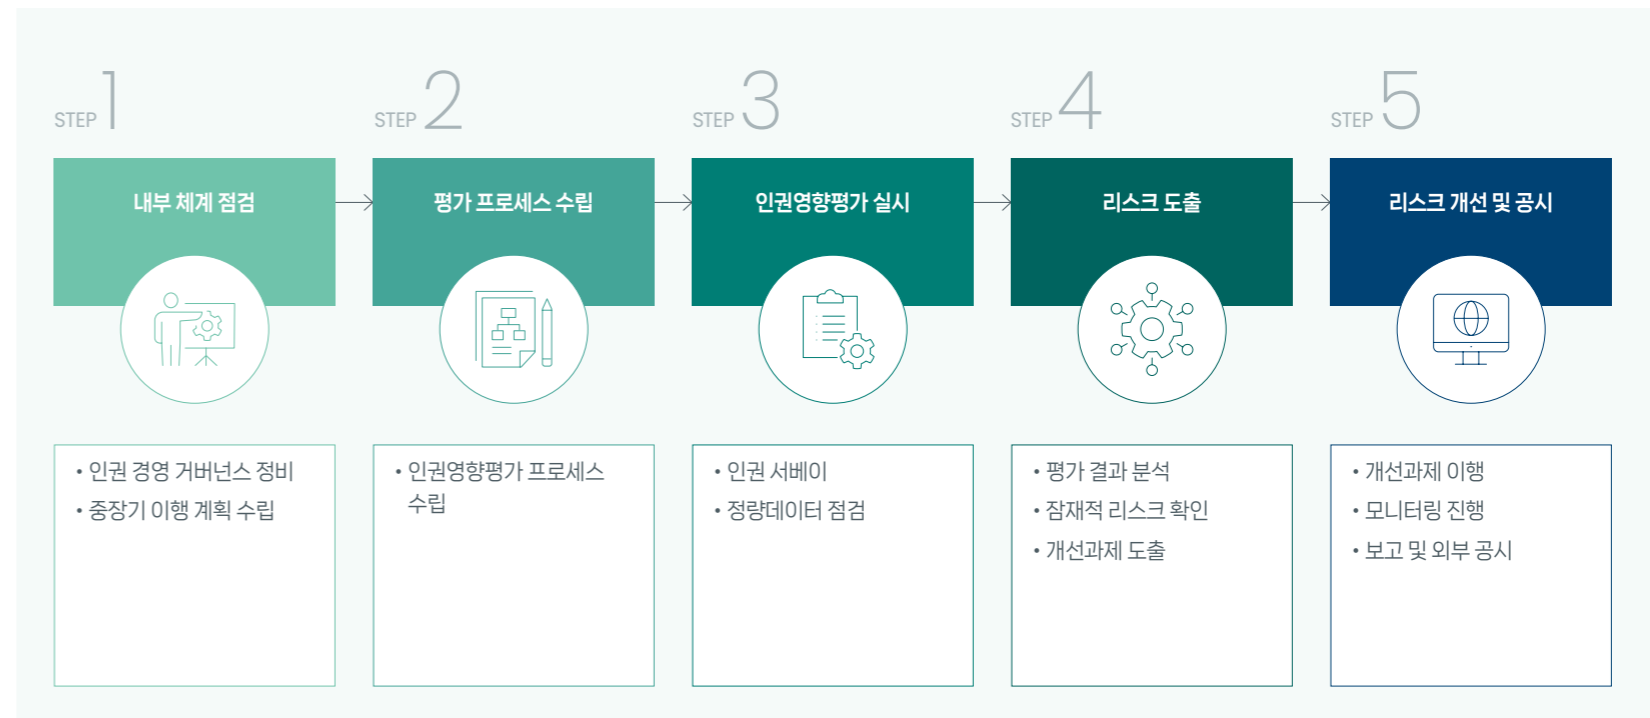 STEP 1
내부 체계 점검
• 인권 경영 거버넌스 정비
• 중장기 이행 계획 수립
STEP 2
평가 프로세스 수립
• 인권영향평가 프로세스
수립
STEP 3
인권영향평가 실시
• 인권 서베이
• 정량데이터 점검
STEP 4
리스크 도출
• 평가 결과 분석
• 잠재적 리스크 확인
• 개선과제 도출
STEP 5
리스크 개선 및 공시
• 개선과제 이행
• 모니터링 진행
• 보고 및 외부 공시